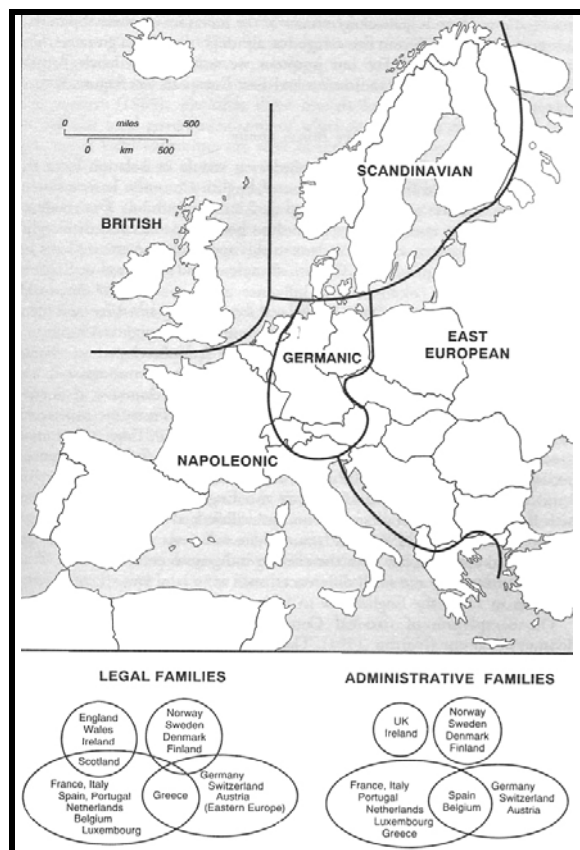 0 miles 500
0 km 500
SCANDINAVIAN
BRITISH
GERMANIC
EAST
EUROPEAN
NAPOLEONIC
LEGAL FAMILIES
England
Wales
Ireland
Scotland
Norway
Sweden
Denmark
Finland
France, Italy
Spain, Portugal
Netherlands
Belgium
Luxembourg
Greece
Germany
Switzerland
Austria
(Eastern Europe)
ADMINISTRATIVE FAMILIES
UK
Ireland
Norway
Sweden
Denmark
Finland
France, Italy
Portugal
Netherlands
Luxembourg
Greece
Spain
Belgium
Germany
Switzerland
Austria